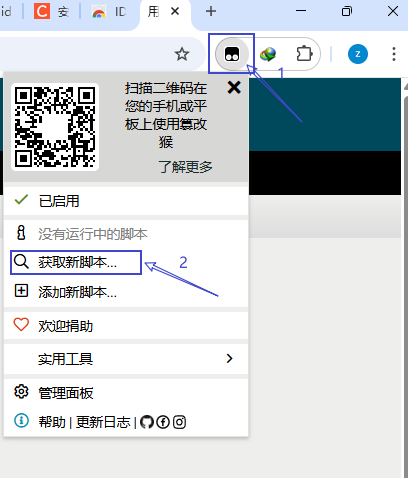 id
C
安
ID
用
1
z
扫描二维码在
您的手机或平
板上使用篡改
猴
了解更多
已启用
没有运行中的脚本
获取新脚本...
2
添加新脚本...
欢迎捐助
实用工具
管理面板
帮助 | 更新日志 |